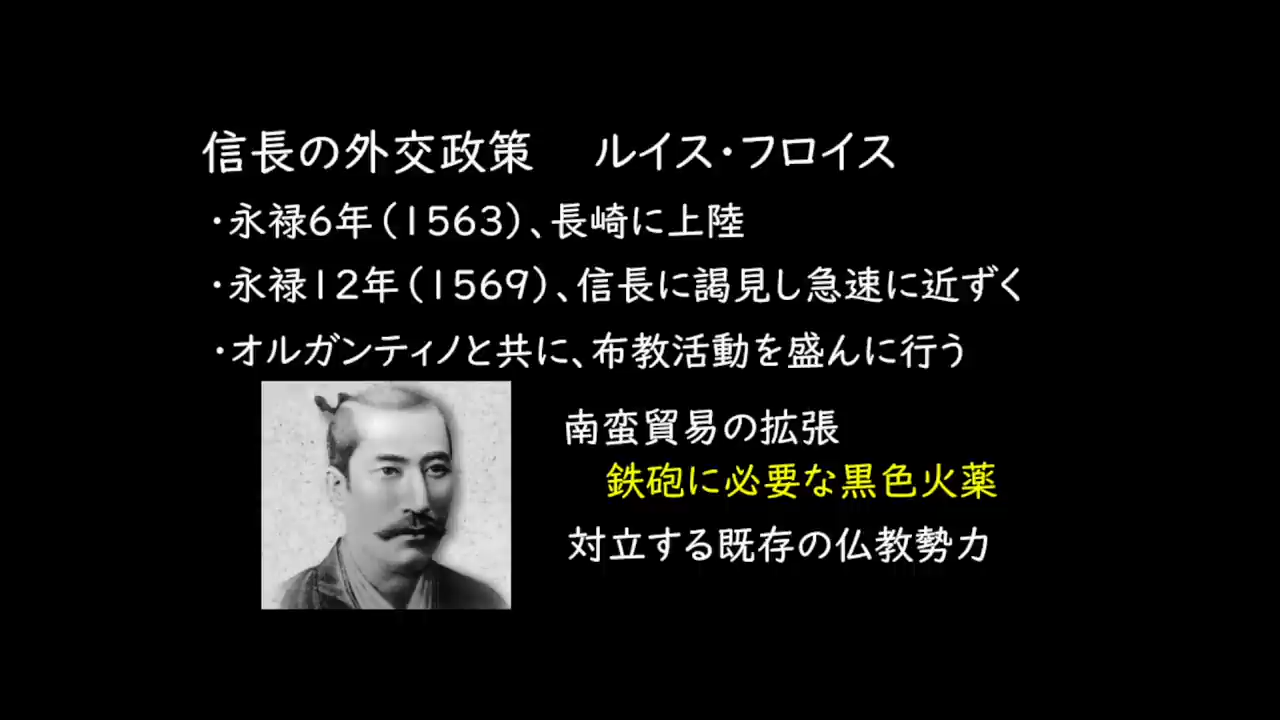 信長の外交政策　ルイス・フロイス
・永禄6年(1563)、長崎に上陸
・永禄12年(1569)、信長に謁見し急速に近ずく
・オルガンティノと共に、布教活動を盛んに行う
南蛮貿易の拡張
鉄砲に必要な黒色火薬
対立する既存の仏教勢力